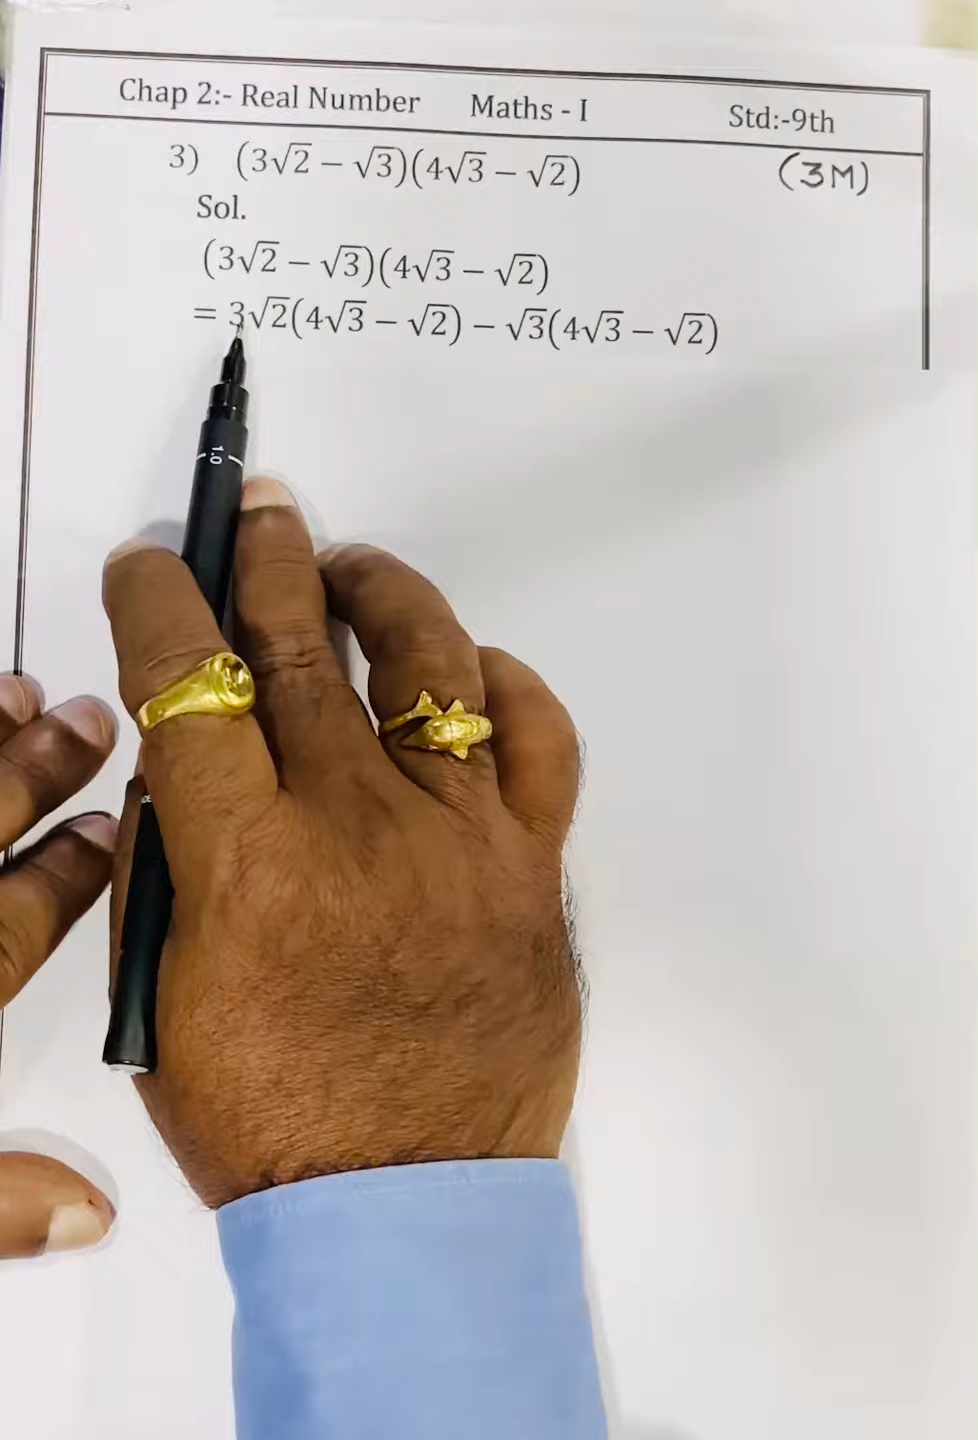 Chap 2:- Real Number Maths - I Std:-9th
3) (3√2 − √3)(4√3 − √2) (3M)
Sol.
(3√2 − √3)(4√3 − √2)
= 3√2(4√3 − √2) − √3(4√3 − √2)
1.0